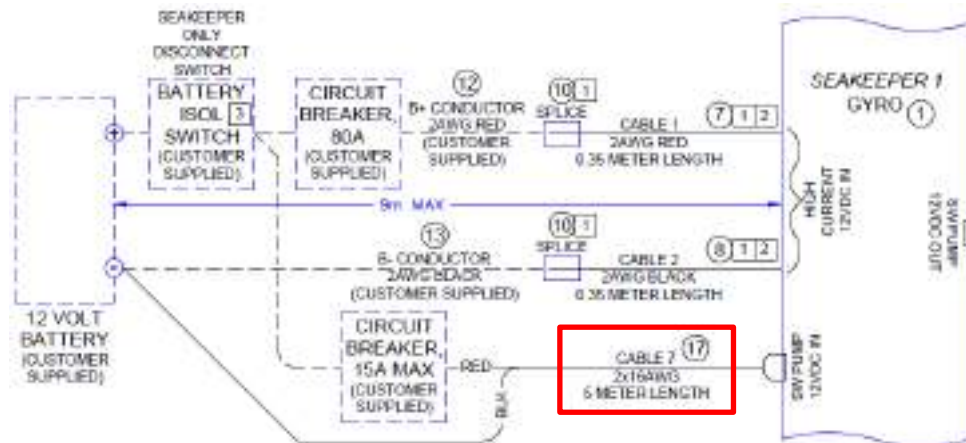 SEAKEEPER
ONLY
DISCONNECT
SWITCH
BATTERY
ISOL 3
SWITCH
(CUSTOMER
SUPPLIED)
CIRCUIT
BREAKER,
80A
(CUSTOMER
SUPPLIED)
12
B+ CONDUCTOR
2AWG RED
(CUSTOMER
SUPPLIED)
10 1
SPLICE
CABLE 1
2AWG RED
0.35 METER LENGTH
7 1 2
SEAKEEPER 1
GYRO 1
HIGH
CURRENT
12VDC IN
SW PUMP
12VDC OUT
9m MAX
13
B- CONDUCTOR
2AWG BLACK
(CUSTOMER SUPPLIED)
10 1
SPLICE
CABLE 2
2AWG BLACK
0.35 METER LENGTH
8 1 2
12 VOLT
BATTERY
(CUSTOMER
SUPPLIED)
CIRCUIT
BREAKER,
15A MAX
(CUSTOMER
SUPPLIED)
RED
BLK
CABLE 7 17
2x16AWG
5 METER LENGTH
SW PUMP
12VDC IN